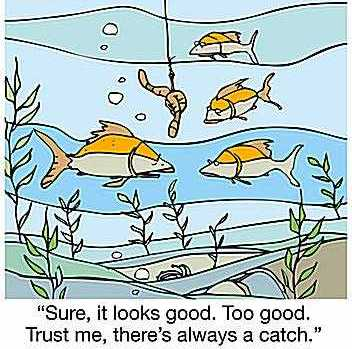 “Sure, it looks good. Too good.
Trust me, there’s always a catch.”